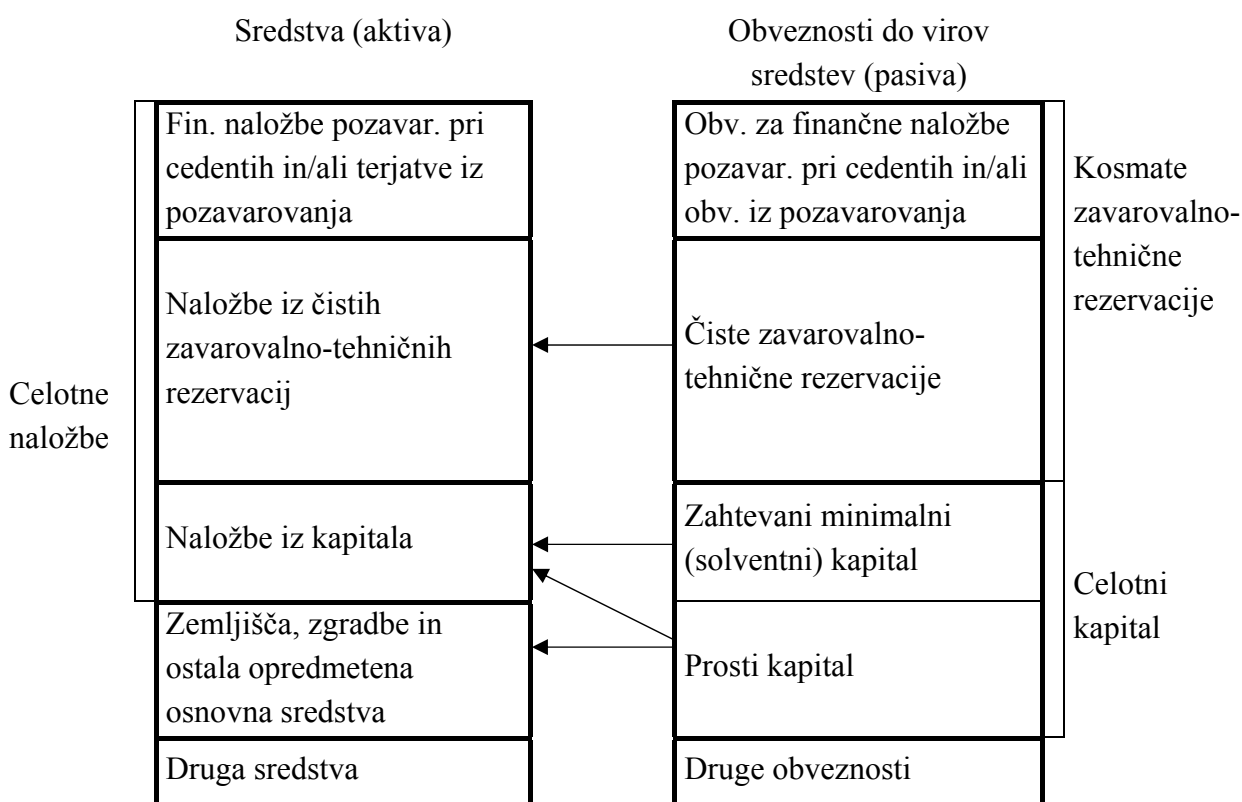 Sredstva (aktiva)
Obveznosti do virov
sredstev (pasiva)
Fin. naložbe pozavar. pri
cedentih in/ali terjatve iz
pozavarovanja
Obv. za finančne naložbe
pozavar. pri cedentih in/ali
obv. iz pozavarovanja
Kosmate
zavarovalno-
tehnične
rezervacije
Naložbe iz čistih
zavarovalno-tehničnih
rezervacij
Čiste zavarovalno-
tehnične rezervacije
Celotne
naložbe
Naložbe iz kapitala
Zahtevani minimalni
(solventni) kapital
Celotni
kapital
Zemljišča, zgradbe in
ostala opredmetena
osnovna sredstva
Prosti kapital
Druga sredstva
Druge obveznosti